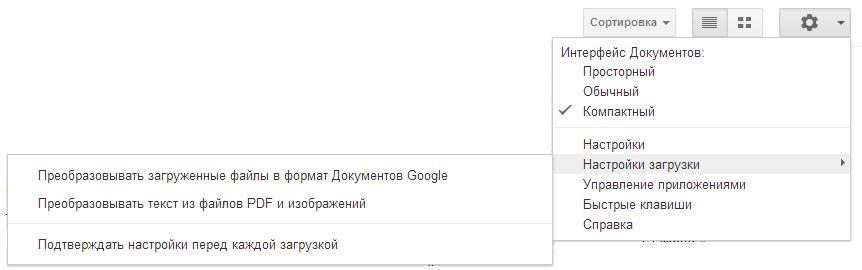 Сортировка
Интерфейс Документов:
Просторный
Обычный
Компактный
Настройки
Настройки загрузки
Управление приложениями
Быстрые клавиши
Справка
Преобразовывать загруженные файлы в формат Документов Google
Преобразовывать текст из файлов PDF и изображений
Подтверждать настройки перед каждой загрузкой